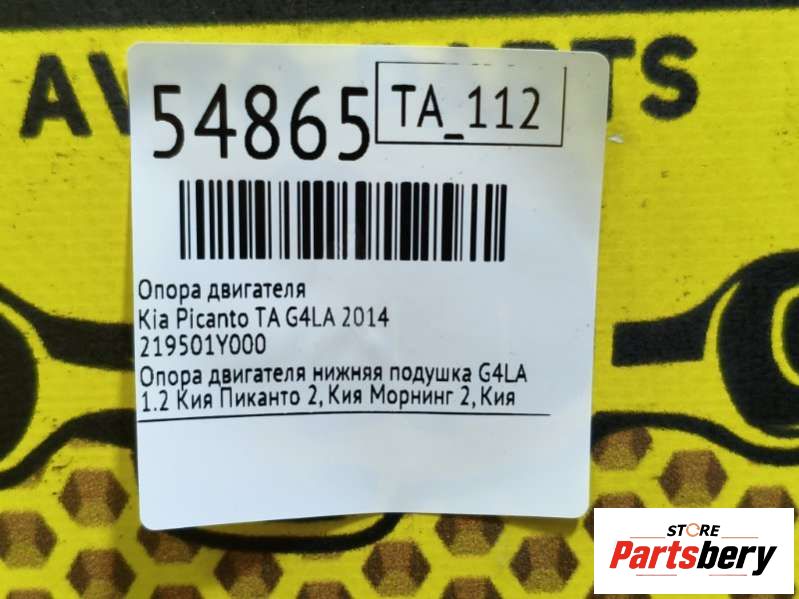 54865
TA_112
Опора двигателя
Kia Picanto TA G4LA 2014
219501Y000
Опора двигателя нижняя подушка G4LA
1.2 Кия Пиканто 2, Кия Морнинг 2, Кия
STORE
Partsbery